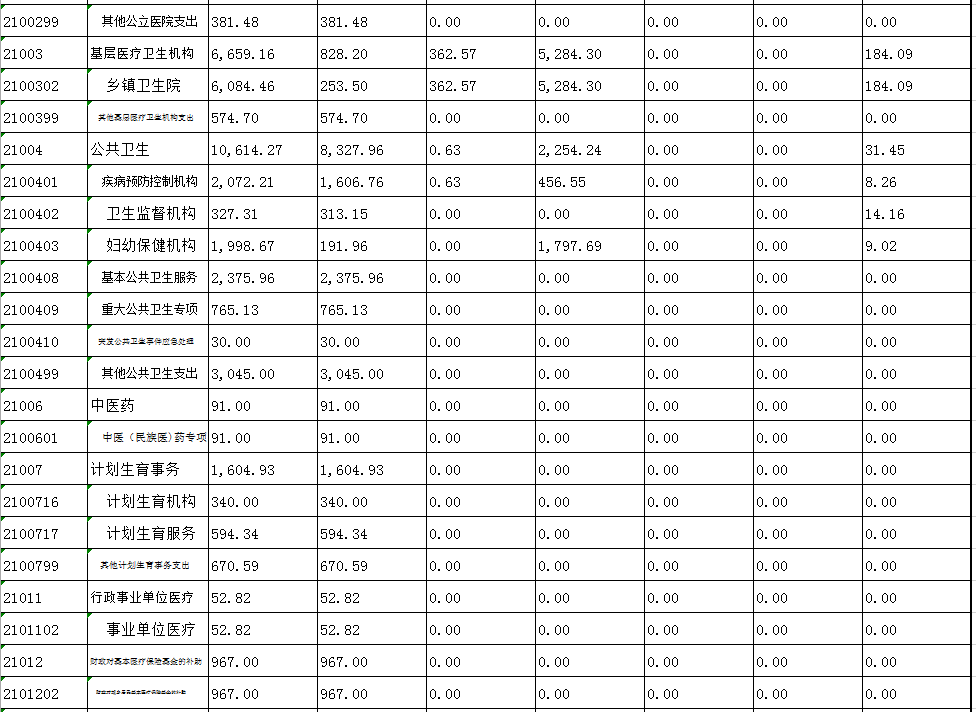 2100299 其他公立医院支出 381.48 381.48 0.00 0.00 0.00 0.00 0.00
21003 基层医疗卫生机构 6,659.16 828.20 362.57 5,284.30 0.00 0.00 184.09
2100302 乡镇卫生院 6,084.46 253.50 362.57 5,284.30 0.00 0.00 184.09
2100399 其他基层医疗卫生机构支出 574.70 574.70 0.00 0.00 0.00 0.00 0.00
21004 公共卫生 10,614.27 8,327.96 0.63 2,254.24 0.00 0.00 31.45
2100401 疾病预防控制机构 2,072.21 1,606.76 0.63 456.55 0.00 0.00 8.26
2100402 卫生监督机构 327.31 313.15 0.00 0.00 0.00 0.00 14.16
2100403 妇幼保健机构 1,998.67 191.96 0.00 1,797.69 0.00 0.00 9.02
2100408 基本公共卫生服务 2,375.96 2,375.96 0.00 0.00 0.00 0.00 0.00
2100409 重大公共卫生专项 765.13 765.13 0.00 0.00 0.00 0.00 0.00
2100410 突发公共卫生事件应急处理 30.00 30.00 0.00 0.00 0.00 0.00 0.00
2100499 其他公共卫生支出 3,045.00 3,045.00 0.00 0.00 0.00 0.00 0.00
21006 中医药 91.00 91.00 0.00 0.00 0.00 0.00 0.00
2100601 中医（民族医）药专项 91.00 91.00 0.00 0.00 0.00 0.00 0.00
21007 计划生育事务 1,604.93 1,604.93 0.00 0.00 0.00 0.00 0.00
2100716 计划生育机构 340.00 340.00 0.00 0.00 0.00 0.00 0.00
2100717 计划生育服务 594.34 594.34 0.00 0.00 0.00 0.00 0.00
2100799 其他计划生育事务支出 670.59 670.59 0.00 0.00 0.00 0.00 0.00
21011 行政事业单位医疗 52.82 52.82 0.00 0.00 0.00 0.00 0.00
2101102 事业单位医疗 52.82 52.82 0.00 0.00 0.00 0.00 0.00
21012 财政对基本医疗保险基金的补助 967.00 967.00 0.00 0.00 0.00 0.00 0.00
2101202 967.00 967.00 0.00 0.00 0.00 0.00 0.00